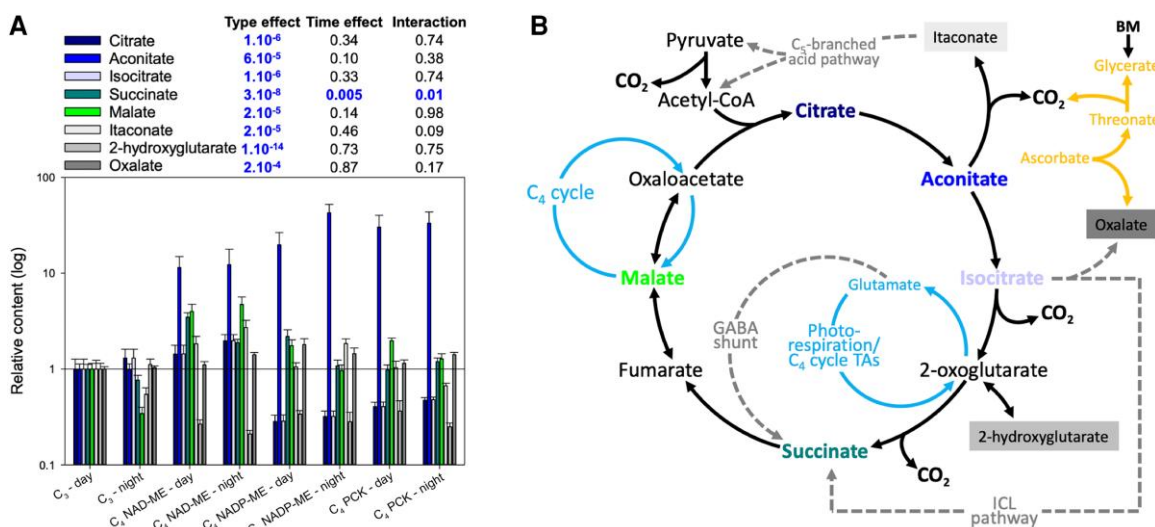 A
Type effect Time effect Interaction
Citrate 1.10-6 0.34 0.74
Aconitate 6.10-5 0.10 0.38
Isocitrate 1.10-6 0.33 0.74
Succinate 3.10-8 0.005 0.01
Malate 2.10-5 0.14 0.98
Itaconate 2.10-5 0.46 0.09
2-hydroxyglutarate 1.10-14 0.73 0.75
Oxalate 2.10-4 0.87 0.17
Relative content (log)
100
10
1
0.1
C3 - day
C3 - night
C4 NAD-ME - day
C4 NAD-ME - night
C4 NADP-ME - day
NADP-ME - night
C4 PCK - day
C4 PCK - night
B
Pyruvate
C5-branched
acid pathway
Itaconate
BM
Glycerate
CO2
Acetyl-CoA
CO2
Citrate
Threonate
Ascorbate
Oxaloacetate
C4 cycle
Aconitate
Oxalate
Malate
Isocitrate
Glutamate
CO2
GABA
shunt
Photo-
respiration/
C4 cycle TAs
Fumarate
2-oxoglutarate
2-hydroxyglutarate
Succinate
CO2
ICL
pathway